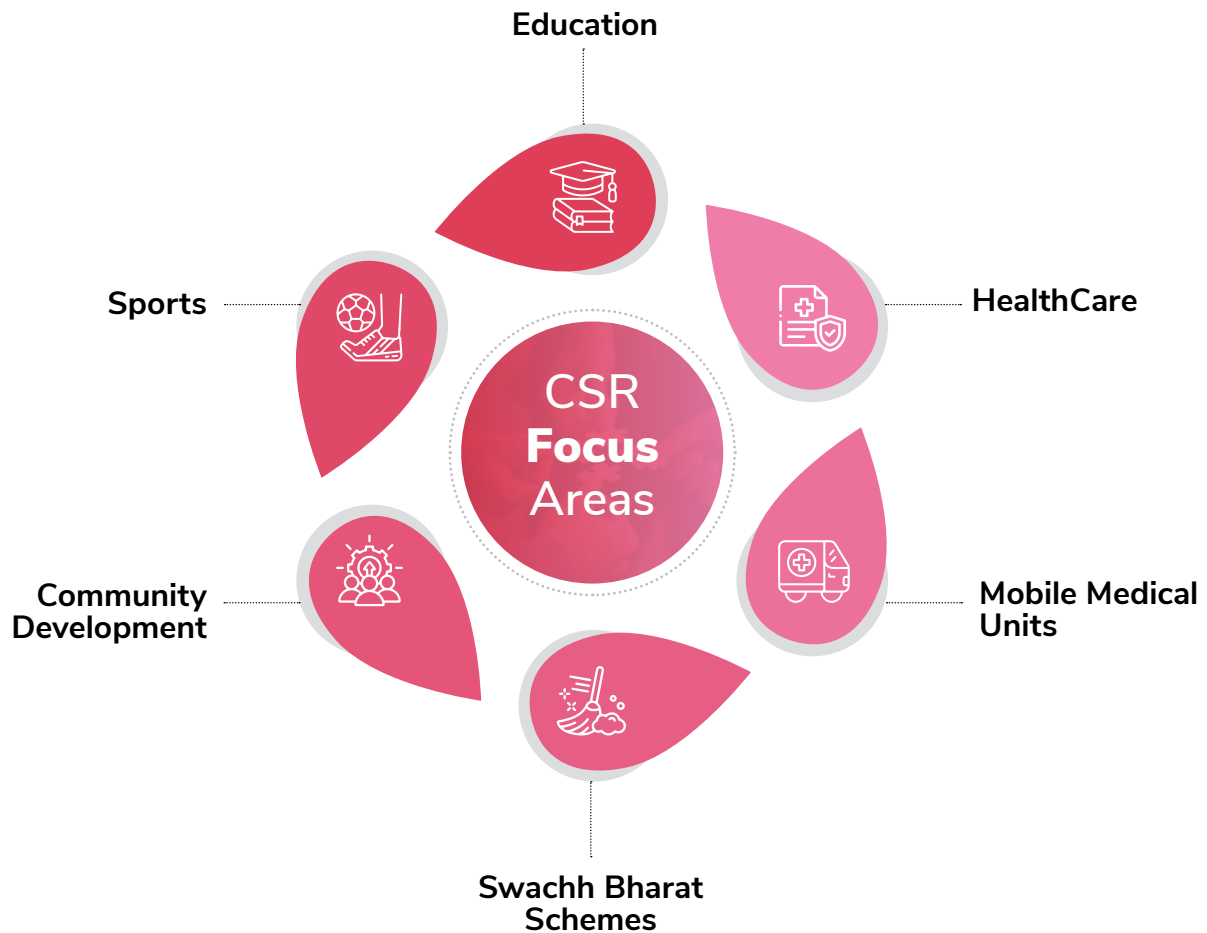 Education
Sports
HealthCare
CSR
Focus
Areas
Community
Development
Mobile Medical
Units
Swachh Bharat
Schemes